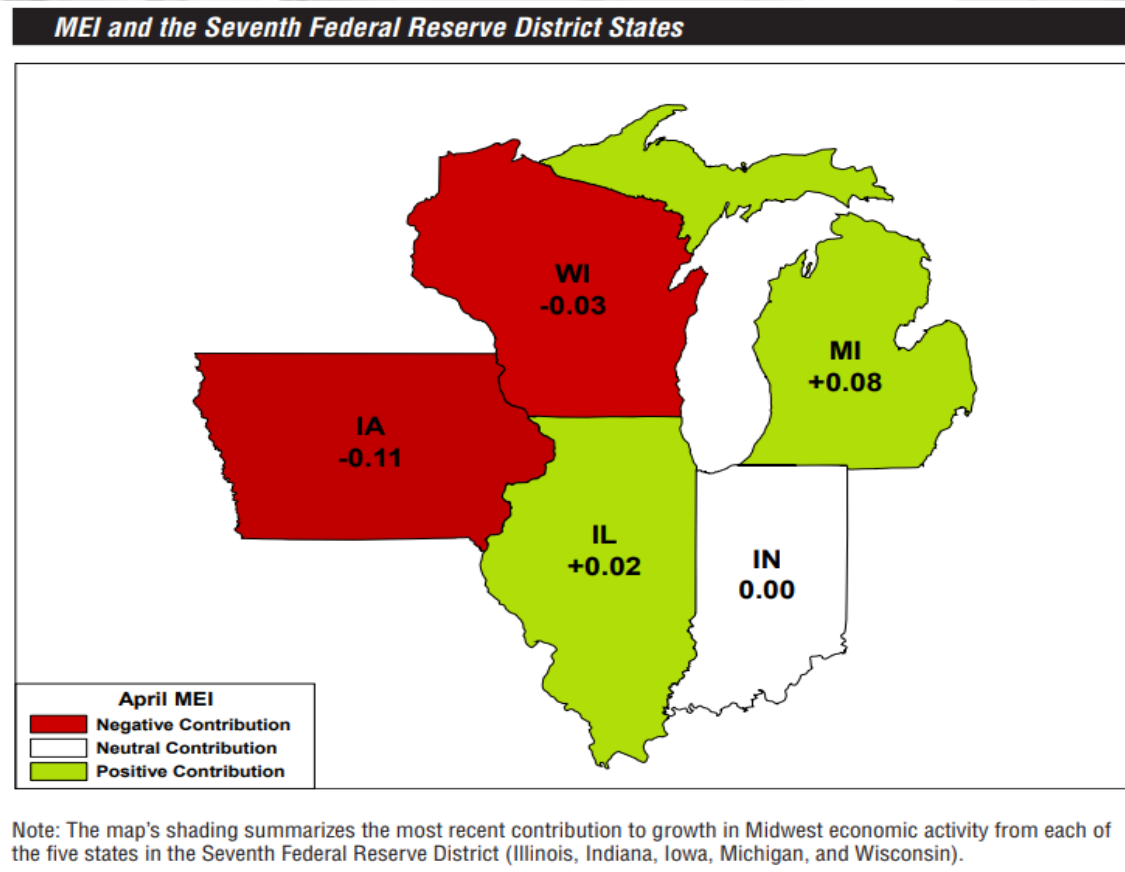 MEI and the Seventh Federal Reserve District States
WI
-0.03
MI
+0.08
IA
-0.11
IL
+0.02
IN
0.00
April MEI
Negative Contribution
Neutral Contribution
Positive Contribution
Note: The map's shading summarizes the most recent contribution to growth in Midwest economic activity from each of
the five states in the Seventh Federal Reserve District (Illinois, Indiana, Iowa, Michigan, and Wisconsin).